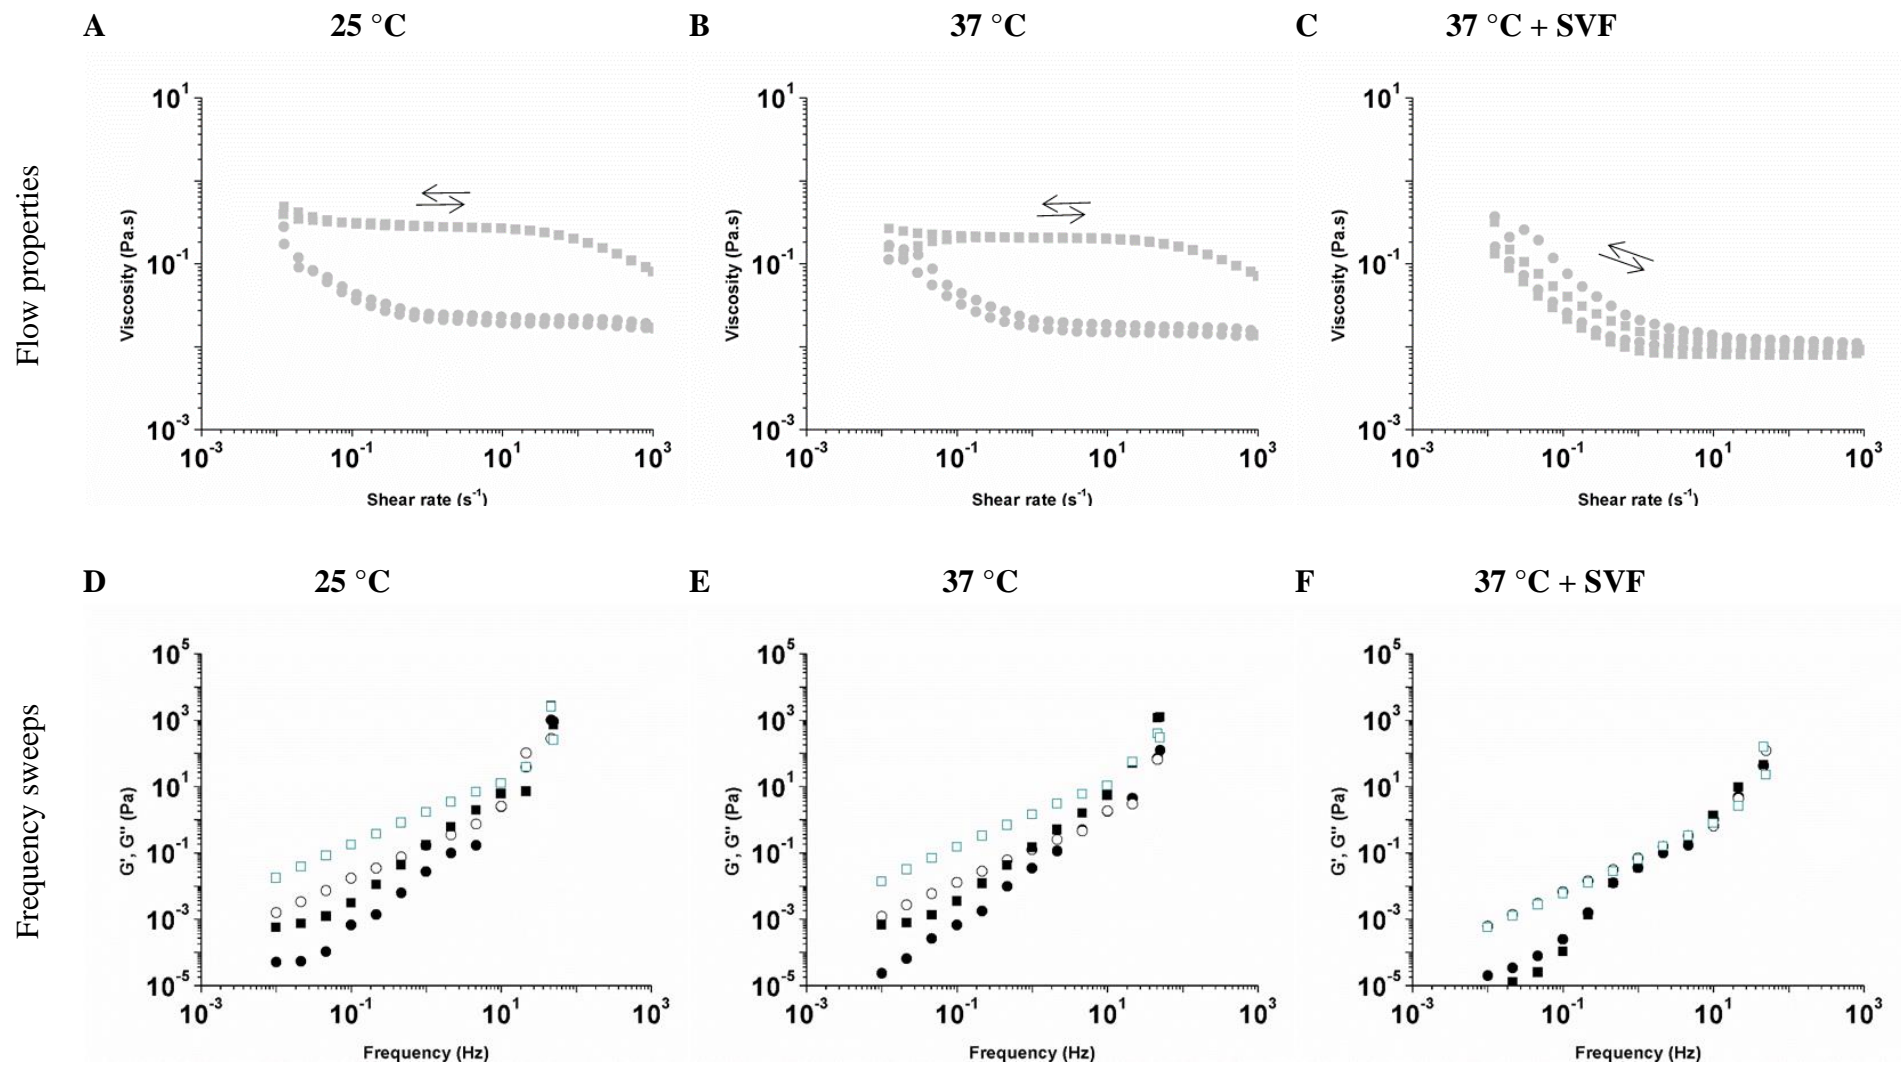 A 25 °C B 37 °C C 37 °C + SVF
Flow properties
Viscosity (Pa.s)
10^1
10^-1
10^-3
10^-3 10^-1 10^1 10^3
Shear rate (s^-1)
Viscosity (Pa.s)
10^1
10^-1
10^-3
10^-3 10^-1 10^1 10^3
Shear rate (s^-1)
Viscosity (Pa.s)
10^1
10^-1
10^-3
10^-3 10^-1 10^1 10^3
Shear rate (s^-1)
D 25 °C E 37 °C F 37 °C + SVF
Frequency sweeps
G', G'' (Pa)
10^5
10^3
10^1
10^-1
10^-3
10^-5
10^-3 10^-1 10^1 10^3
Frequency (Hz)
G', G'' (Pa)
10^5
10^3
10^1
10^-1
10^-3
10^-5
10^-3 10^-1 10^1 10^3
Frequency (Hz)
G', G'' (Pa)
10^5
10^3
10^1
10^-1
10^-3
10^-5
10^-3 10^-1 10^1 10^3
Frequency (Hz)